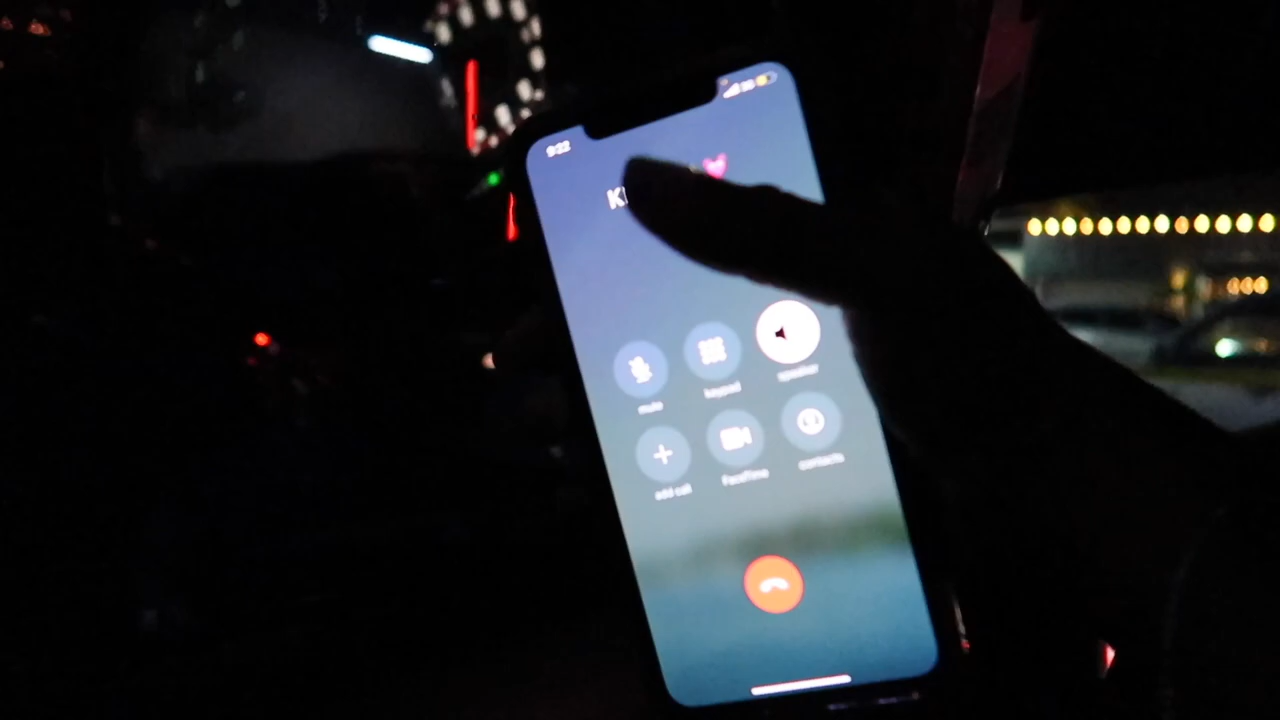 9:22
K
mute
keypad
speaker
add call
FaceTime
contacts